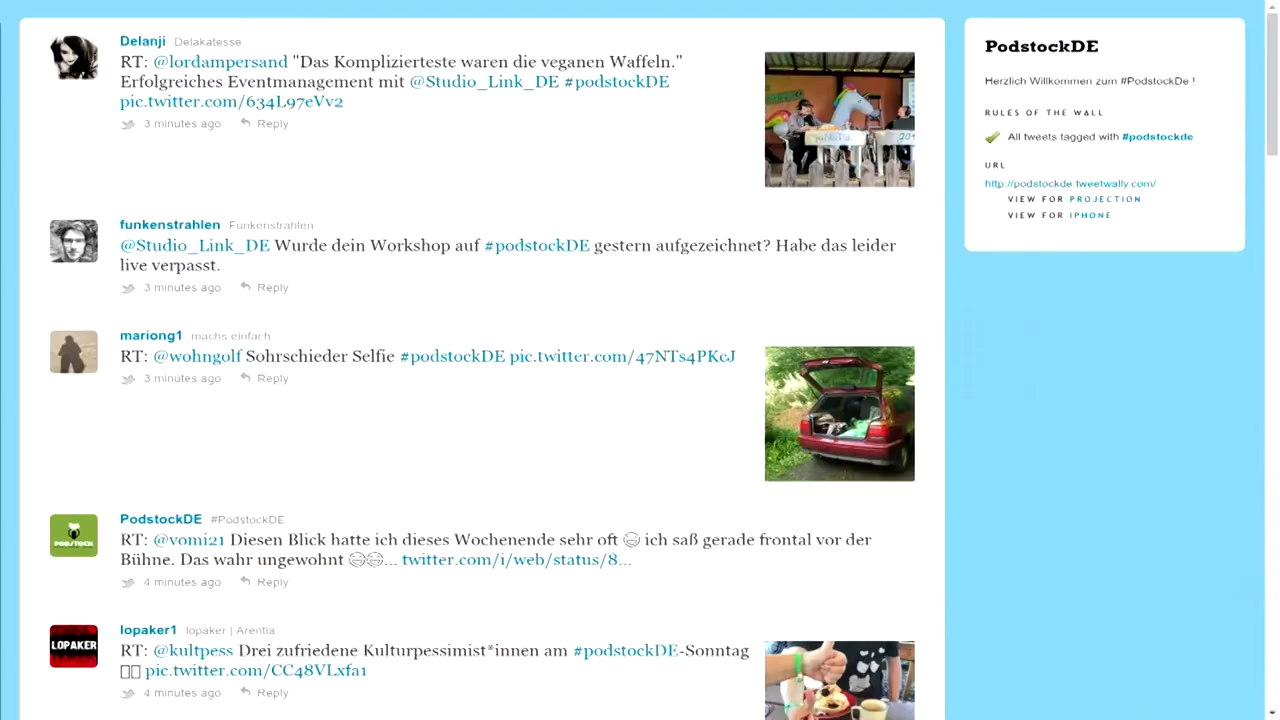 Delanji Delakatesse
RT: @lordampersand "Das Komplizierteste waren die veganen Waffeln."
Erfolgreiches Eventmanagement mit @Studio_Link_DE #podstockDE
pic.twitter.com/634L97eVv2
3 minutes ago Reply
funkenstrahlen Funkenstrahlen
@Studio_Link_DE Wurde dein Workshop auf #podstockDE gestern aufgezeichnet? Habe das leider
live verpasst.
3 minutes ago Reply
mariong1 machs einfach
RT: @wohngolf Sohrschieder Selfie #podstockDE pic.twitter.com/47NTs4PKcJ
3 minutes ago Reply
PodstockDE #PodstockDE
RT: @vomi21 Diesen Blick hatte ich dieses Wochenende sehr oft 😂 ich saß gerade frontal vor der
Bühne. Das wahr ungewohnt 😂😂... twitter.com/i/web/status/8...
4 minutes ago Reply
PODSTOCK
lopaker1 lopaker | Arentia
LOPAKER
RT: @kultpess Drei zufriedene Kulturpessimist*innen am #podstockDE-Sonntag
pic.twitter.com/CC48VLxfa1
4 minutes ago Reply
PodstockDE
Herzlich Willkommen zum #PodstockDe !
RULES OF THE WALL
All tweets tagged with #podstockde
URL
http://podstockde.tweetwally.com/
VIEW FOR PROJECTION
VIEW FOR IPHONE